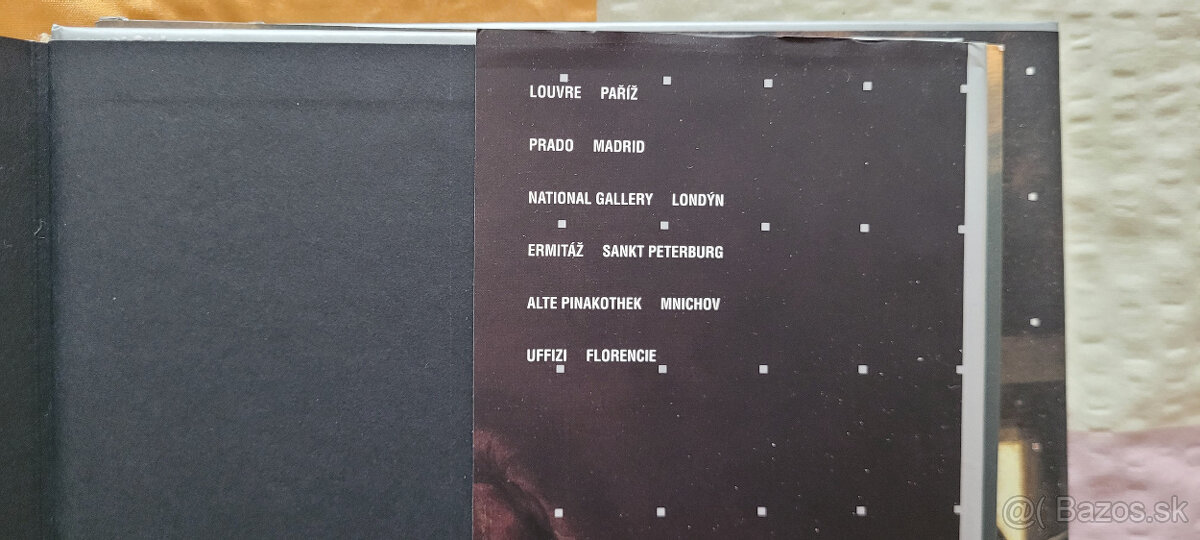 LOUVRE PAŘÍŽ
PRADO MADRID
NATIONAL GALLERY LONDÝN
ERMITÁŽ SANKT PETERBURG
ALTE PINAKOTHEK MNICHOV
UFFIZI FLORENCIE
@( Bazos.sk